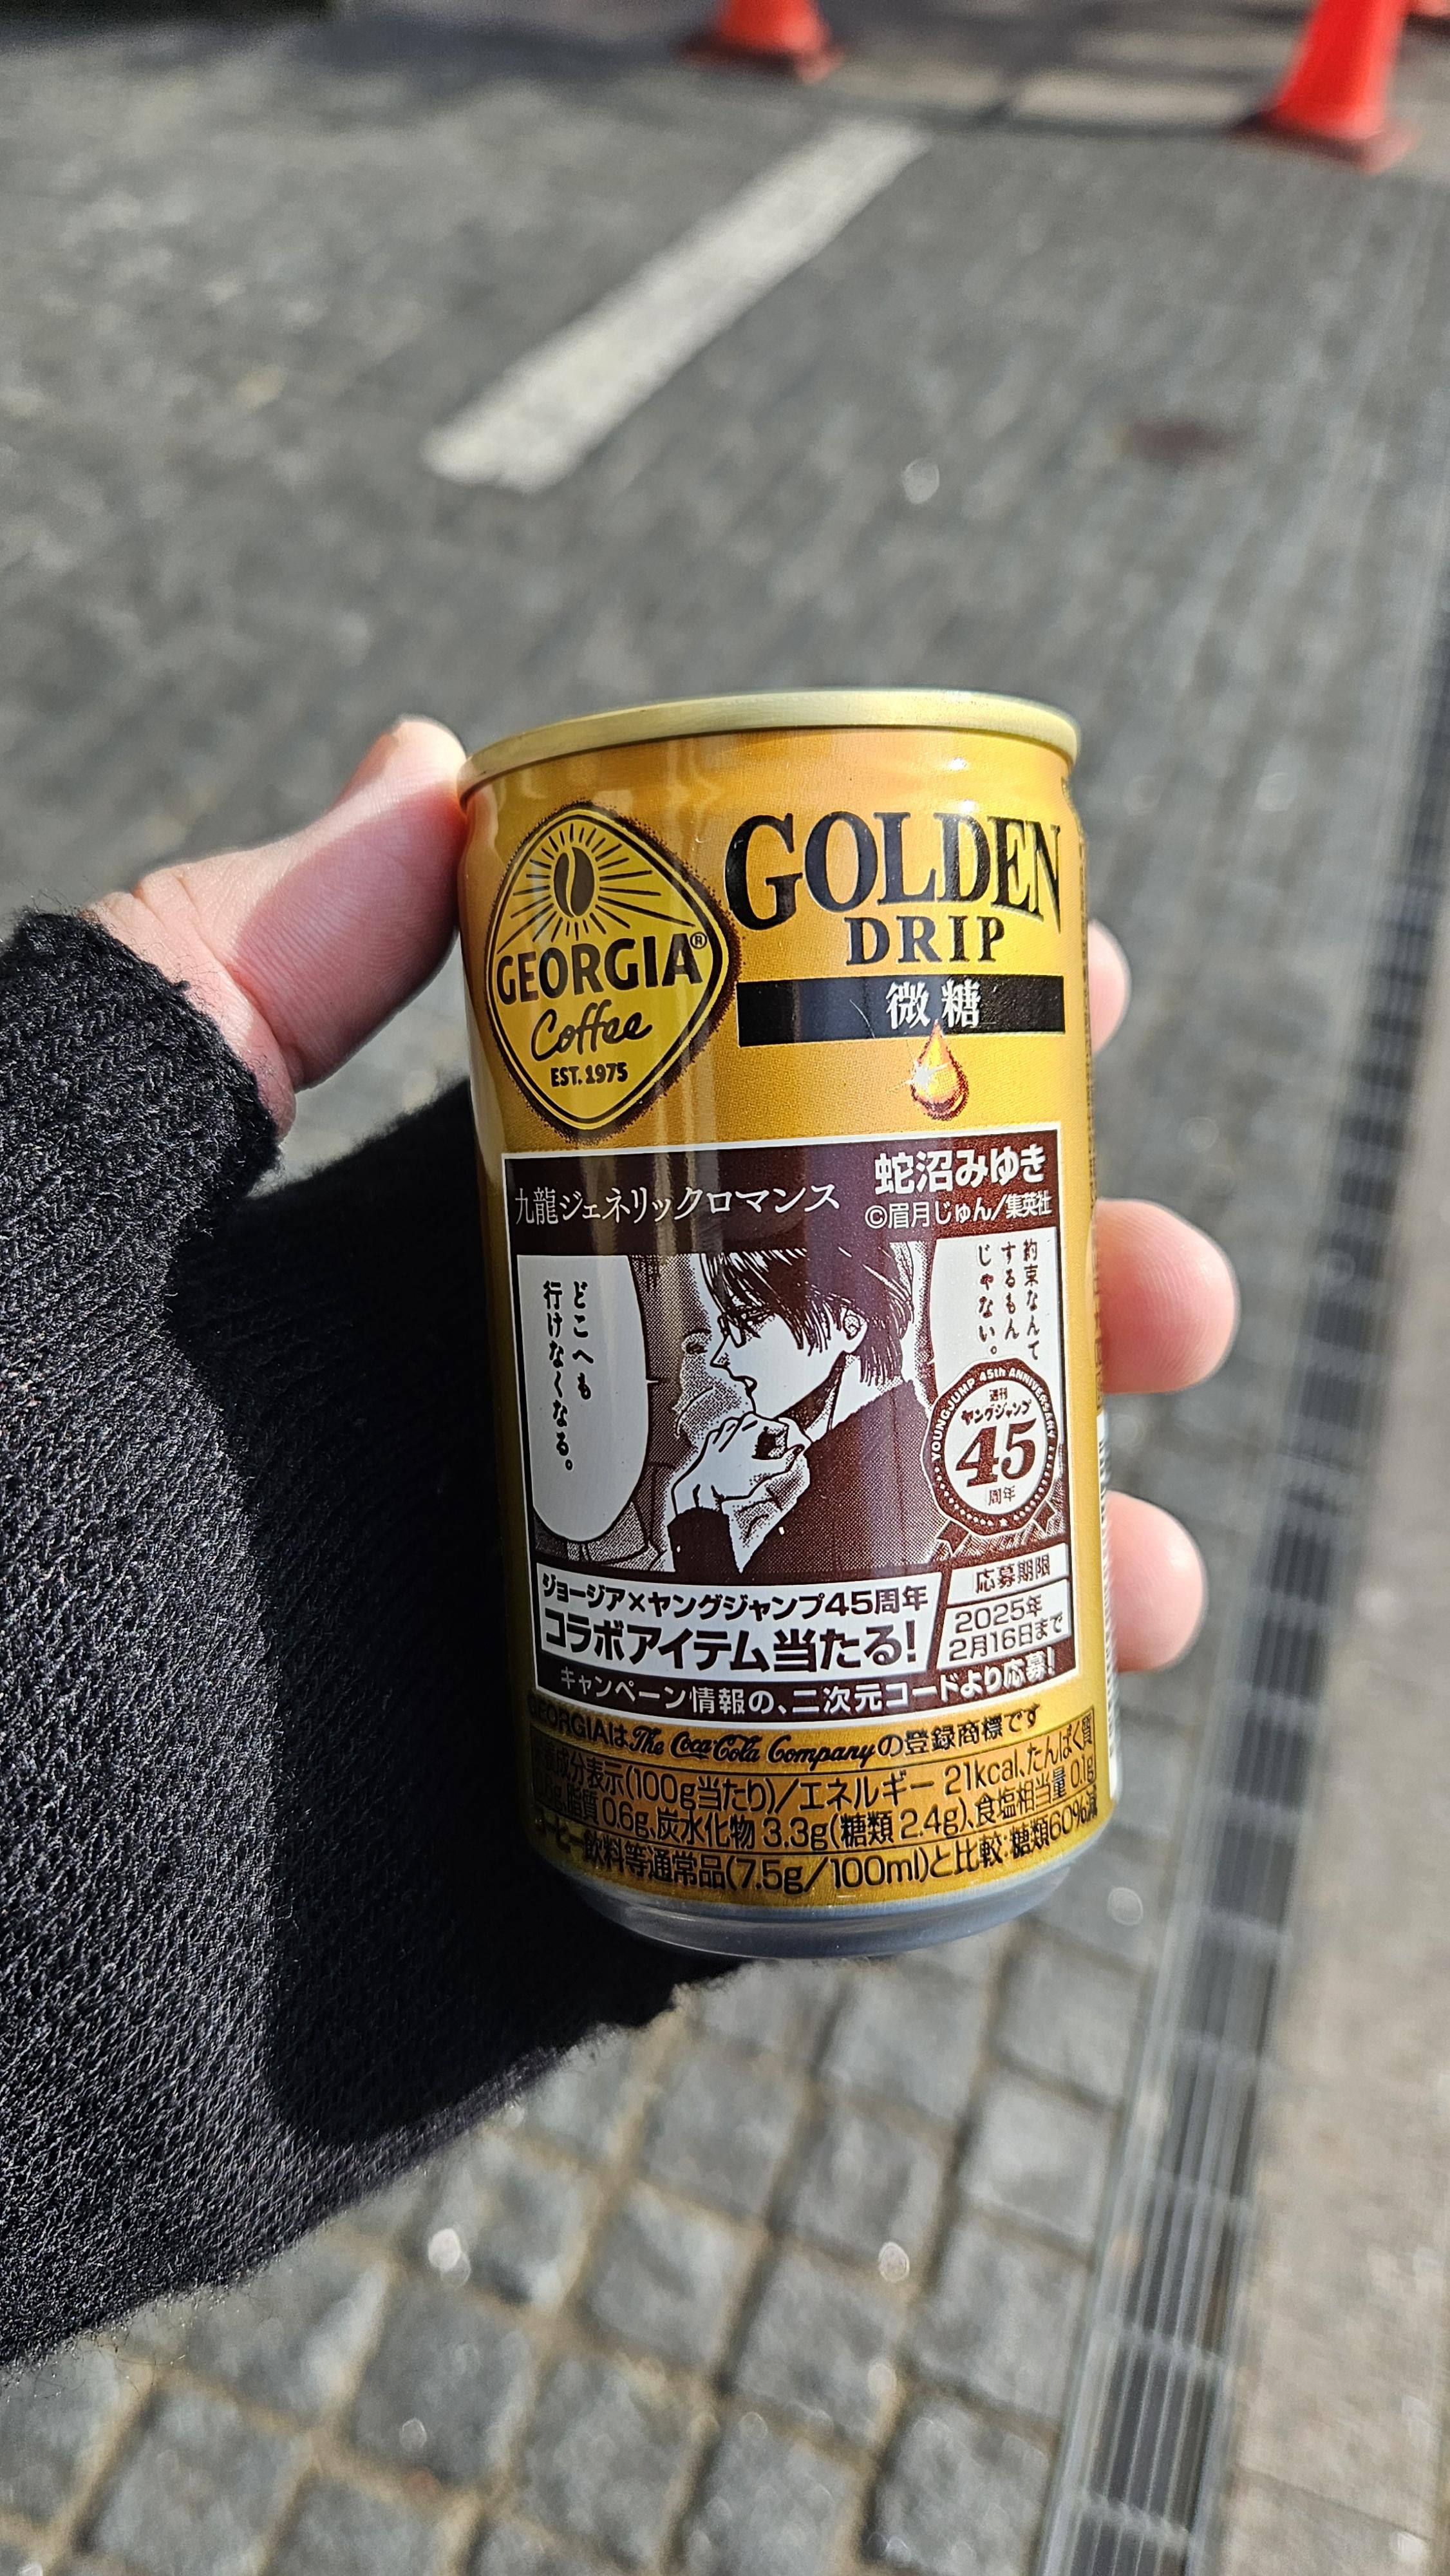 GEORGIA®
Coffee
EST. 1975
GOLDEN
DRIP
微糖
九龍ジェネリックロマンス
蛇沼みゆき
©眉月じゅん/集英社
約束なんて
するもん
じゃない。
どこへも
行けなくなる。
YOUNG JUMP 45th ANNIVERSARY
週刊
ヤングジャンプ
45
周年
ジョージア×ヤングジャンプ45周年
コラボアイテム当たる!
応募期限
2025年
2月16日まで
キャンペーン情報の、二次元コードより応募!
GEORGIAはThe Coca-Cola Companyの登録商標です
成分表示(100g当たり)/エネルギー 21kcal、たんぱく質
脂質 0.6g、炭水化物 3.3g(糖類 2.4g)、食塩相当量 0.1g
コーヒー飲料等通常品(7.5g/100ml)と比較:糖類60%減